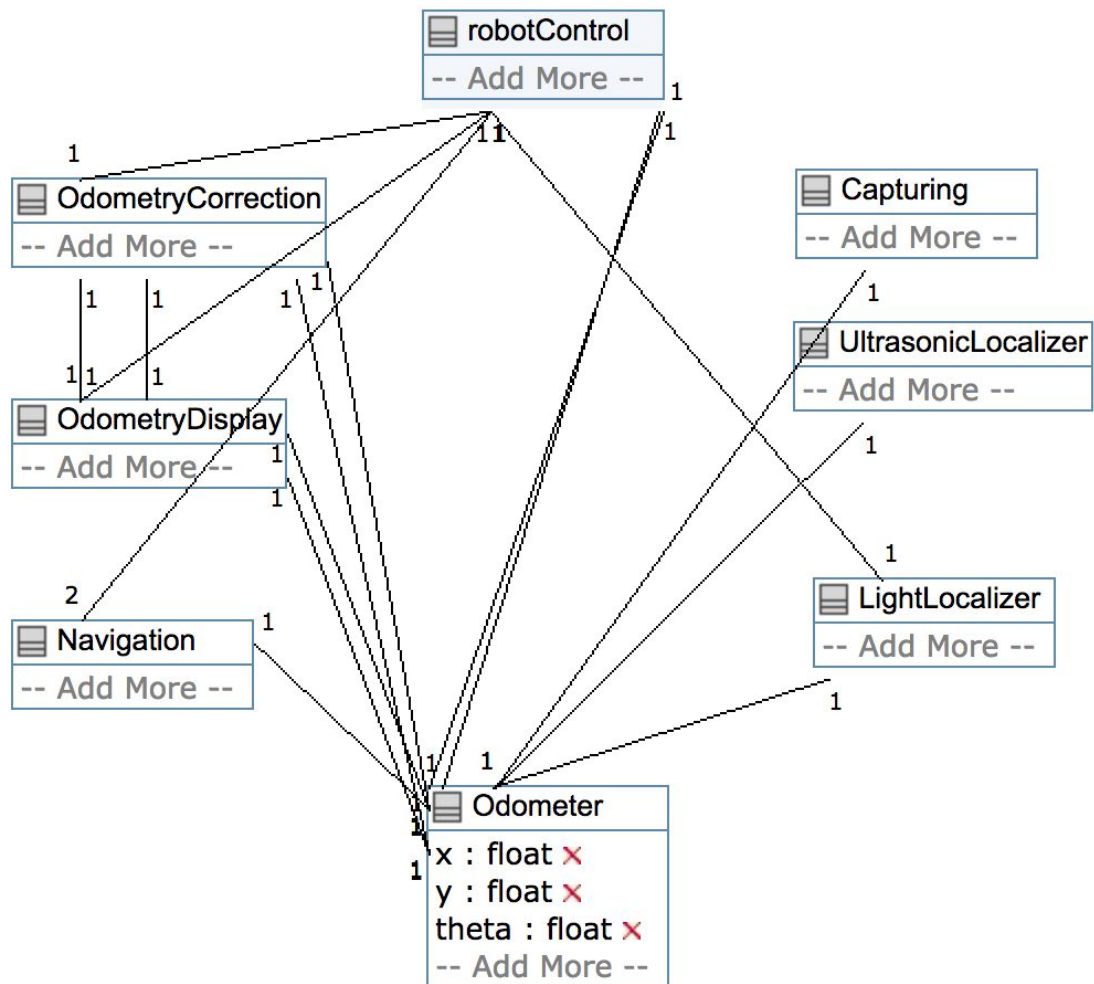 robotControl
-- Add More --
1
1
11
1
OdometryCorrection
-- Add More --
Capturing
-- Add More --
1
1
1
1
1
UltrasonicLocalizer
-- Add More --
1
1
1
OdometryDisplay
-- Add More --
1
1
1
1
2
LightLocalizer
-- Add More --
Navigation
-- Add More --
1
1
1
1
Odometer
1
x : float
1
y : float
theta : float
-- Add More --